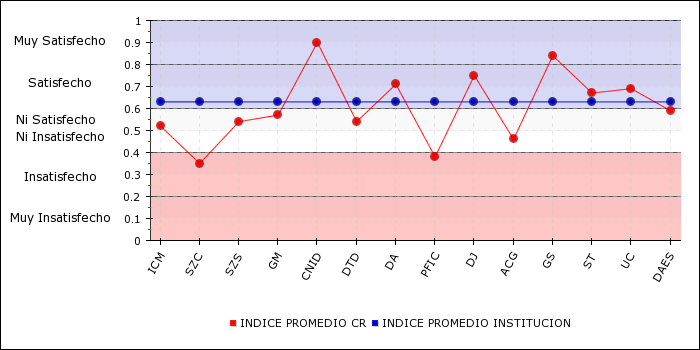 Muy Satisfecho
Satisfecho
Ni Satisfecho
Ni Insatisfecho
Insatisfecho
Muy Insatisfecho
1
0.9
0.8
0.7
0.6
0.5
0.4
0.3
0.2
0.1
0
ICM
SZC
SZS
GM
CNID
DTD
DA
PFIC
DJ
ACG
GS
ST
UC
DAES
INDICE PROMEDIO CR INDICE PROMEDIO INSTITUCION